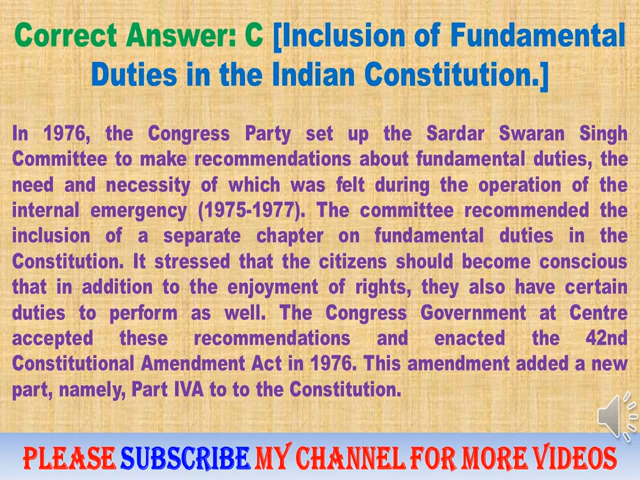 Correct Answer: C [Inclusion of Fundamental
Duties in the Indian Constitution.]
In 1976, the Congress Party set up the Sardar Swaran Singh
Committee to make recommendations about fundamental duties, the
need and necessity of which was felt during the operation of the
internal emergency (1975-1977). The committee recommended the
inclusion of a separate chapter on fundamental duties in the
Constitution. It stressed that the citizens should become conscious
that in addition to the enjoyment of rights, they also have certain
duties to perform as well. The Congress Government at Centre
accepted these recommendations and enacted the 42nd
Constitutional Amendment Act in 1976. This amendment added a new
part, namely, Part IVA to to the Constitution.
PLEASE SUBSCRIBE MY CHANNEL FOR MORE VIDEOS